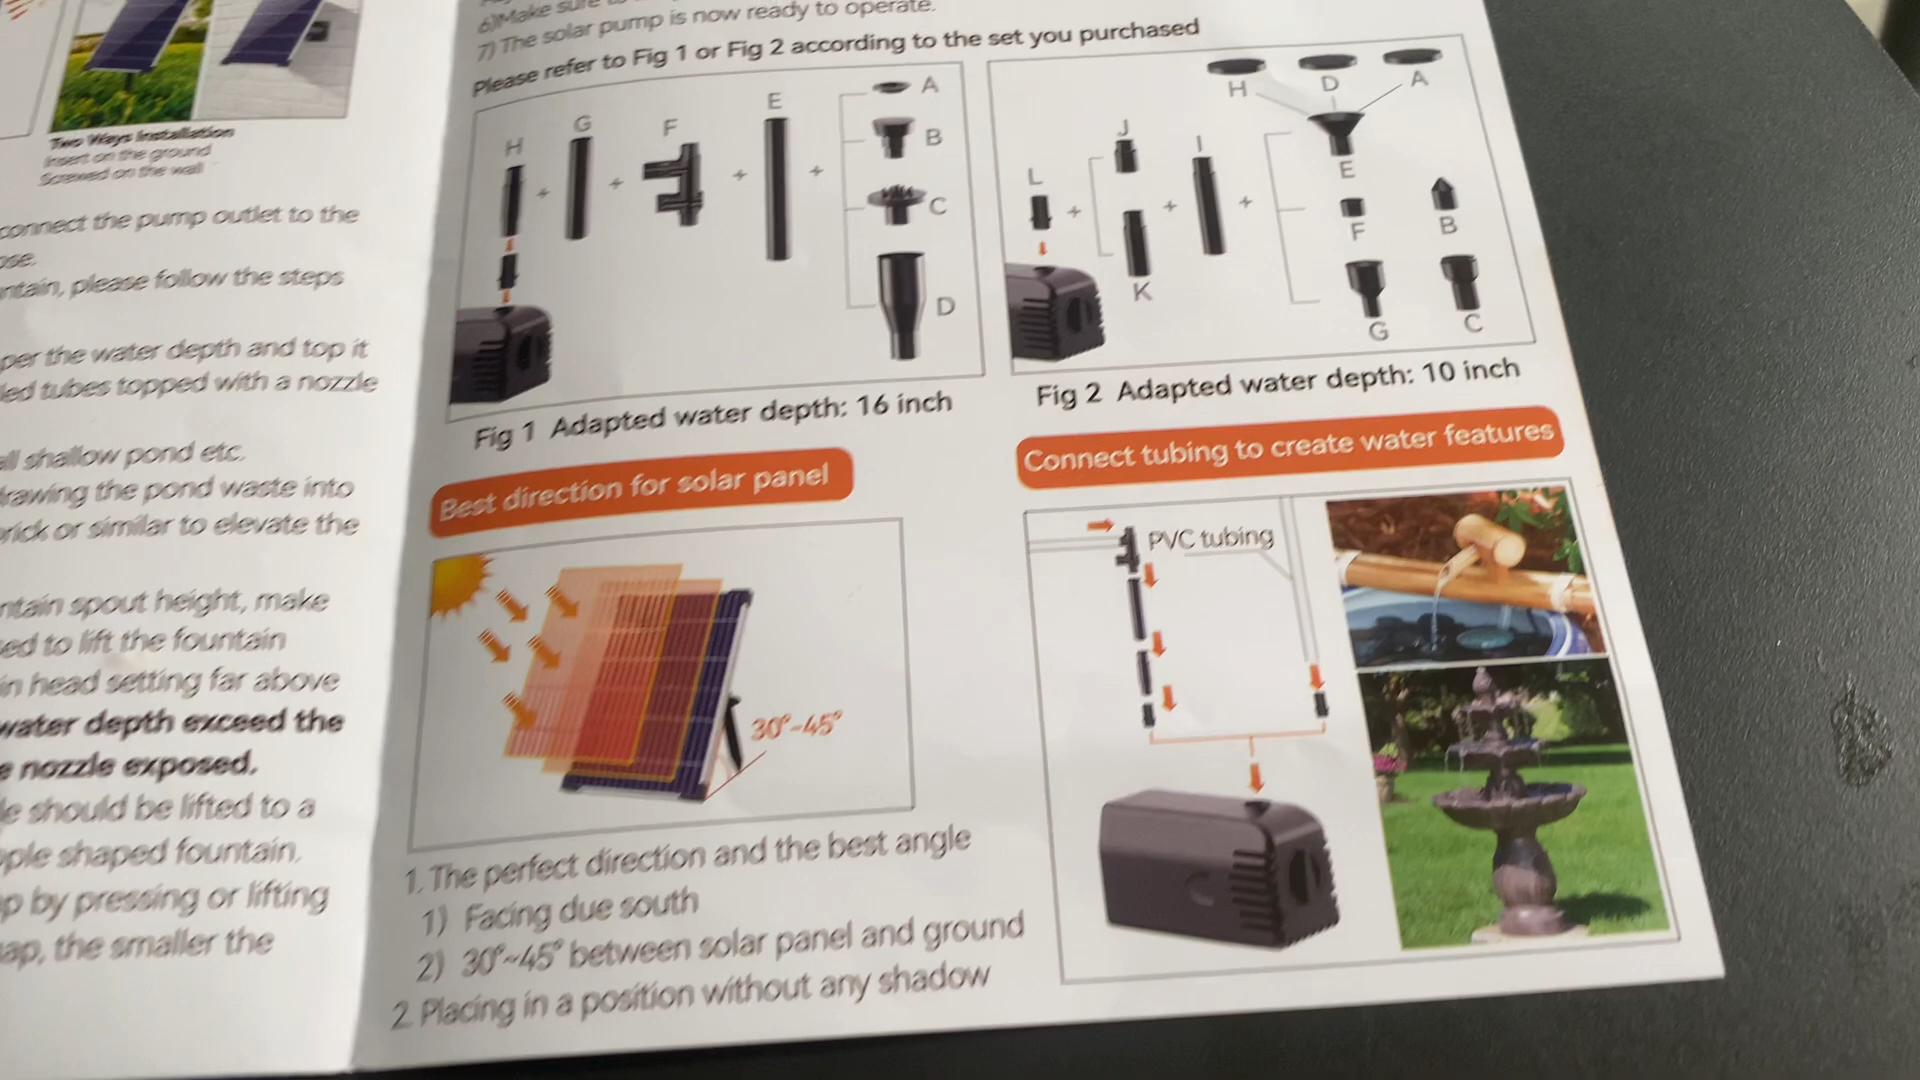 Two Ways Installation
Insert on the ground
Screwed on the wall
connect the pump outlet to the
ntain, please follow the steps
per the water depth and top it
led tubes topped with a nozzle
all shallow pond etc.
drawing the pond waste into
brick or similar to elevate the
ntain spout height, make
sed to lift the fountain
in head setting far above
water depth exceed the
e nozzle exposed.
le should be lifted to a
ple shaped fountain.
p by pressing or lifting
ap, the smaller the
6)Make sure
7) The solar pump is now ready to operate.
Please refer to Fig 1 or Fig 2 according to the set you purchased
H
G
F
E
A
B
C
D
Fig 1 Adapted water depth: 16 inch
L
J
K
I
H
D
A
E
F
B
G
C
Fig 2 Adapted water depth: 10 inch
Best direction for solar panel
30°-45°
1. The perfect direction and the best angle
1) Facing due south
2) 30°~45° between solar panel and ground
2. Placing in a position without any shadow
Connect tubing to create water features
PVC tubing